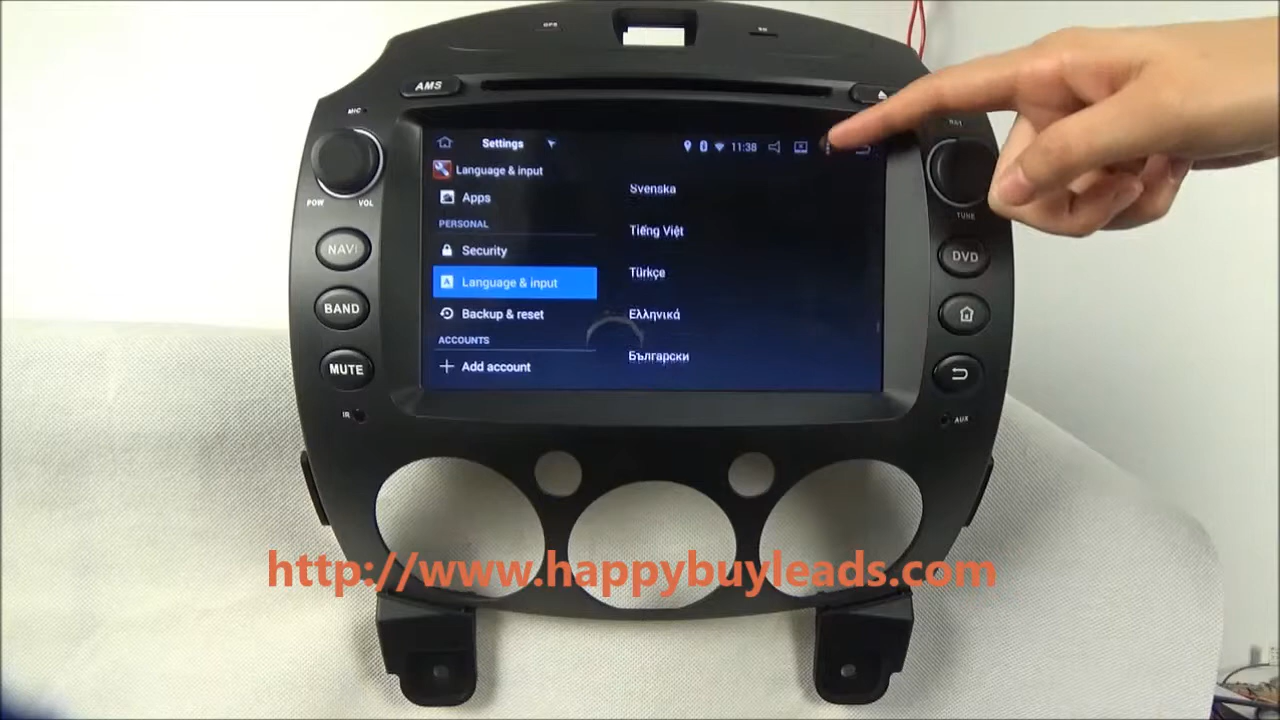 GPS
AMS
MIC
POW
VOL
NAVI
BAND
MUTE
IR
Settings
11:38
Language & input
Apps
PERSONAL
Security
Language & input
Backup & reset
ACCOUNTS
Add account
Svenska
Tiếng Việt
Türkçe
Ελληνικά
Български
TUNE
DVD
AUX
http://www.happybuyleads.com